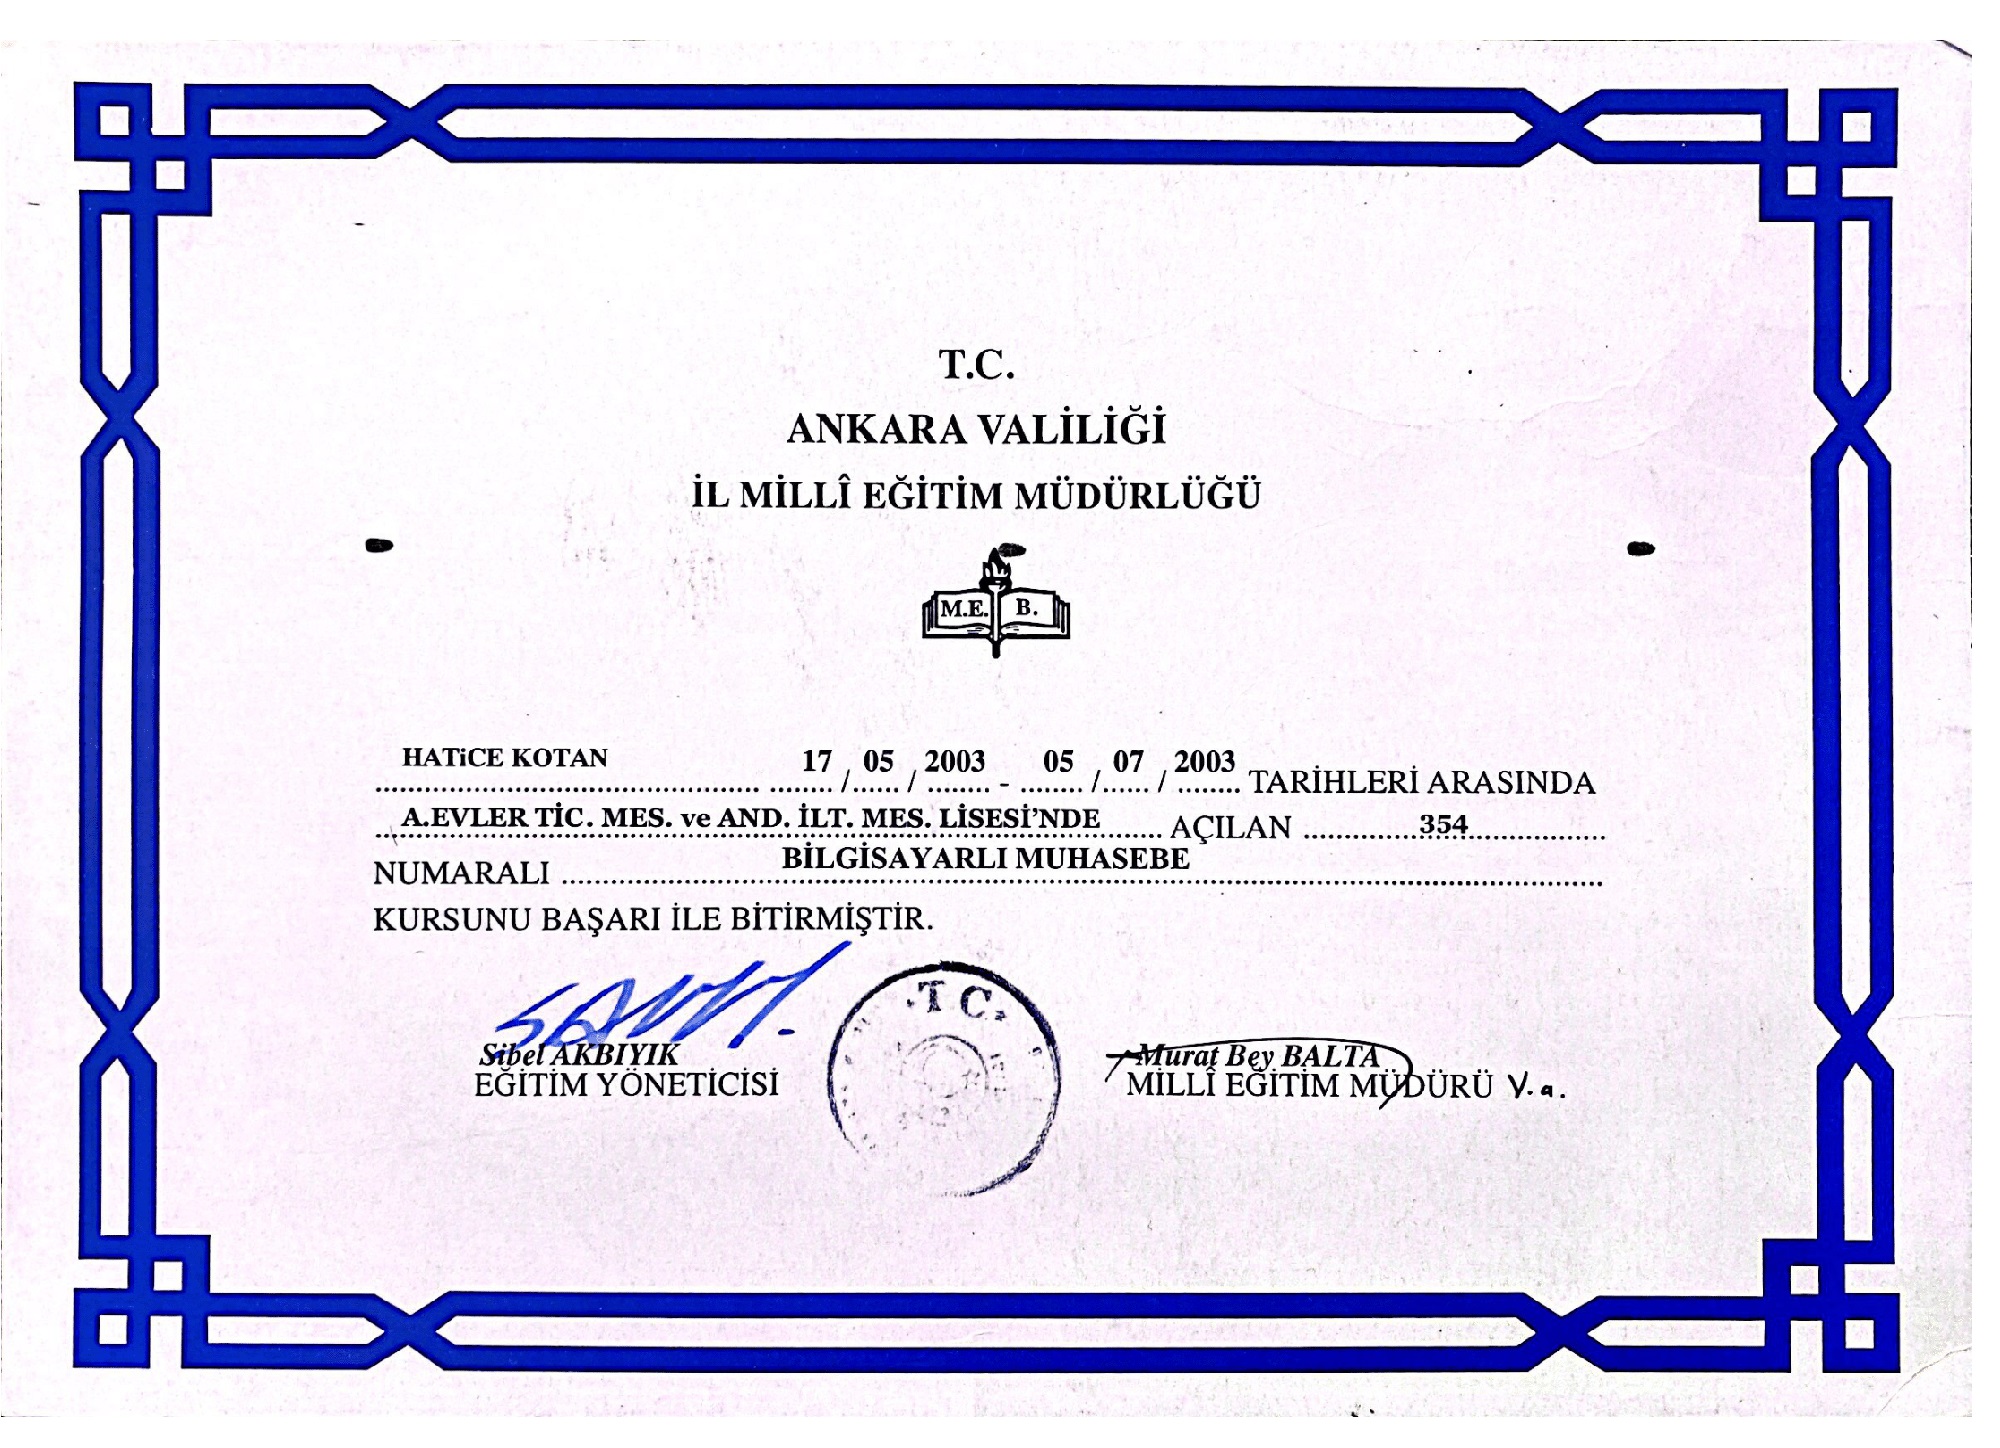 T.C.
ANKARA VALİLİĞİ
İL MİLLÎ EĞİTİM MÜDÜRLÜĞÜ
M.E. B.
HATiCE KOTAN 17 / 05 / 2003 - 05 / 07 / 2003 TARİHLERİ ARASINDA
A.EVLER TİC. MES. ve AND. İLT. MES. LİSESİ'NDE AÇILAN 354
NUMARALI BİLGİSAYARLI MUHASEBE
KURSUNU BAŞARI İLE BİTİRMİŞTİR.
T C.
Sibel AKBIYIK Murat Bey BALTA
EĞİTİM YÖNETİCİSİ MİLLÎ EĞİTİM MÜDÜRÜ V.a.